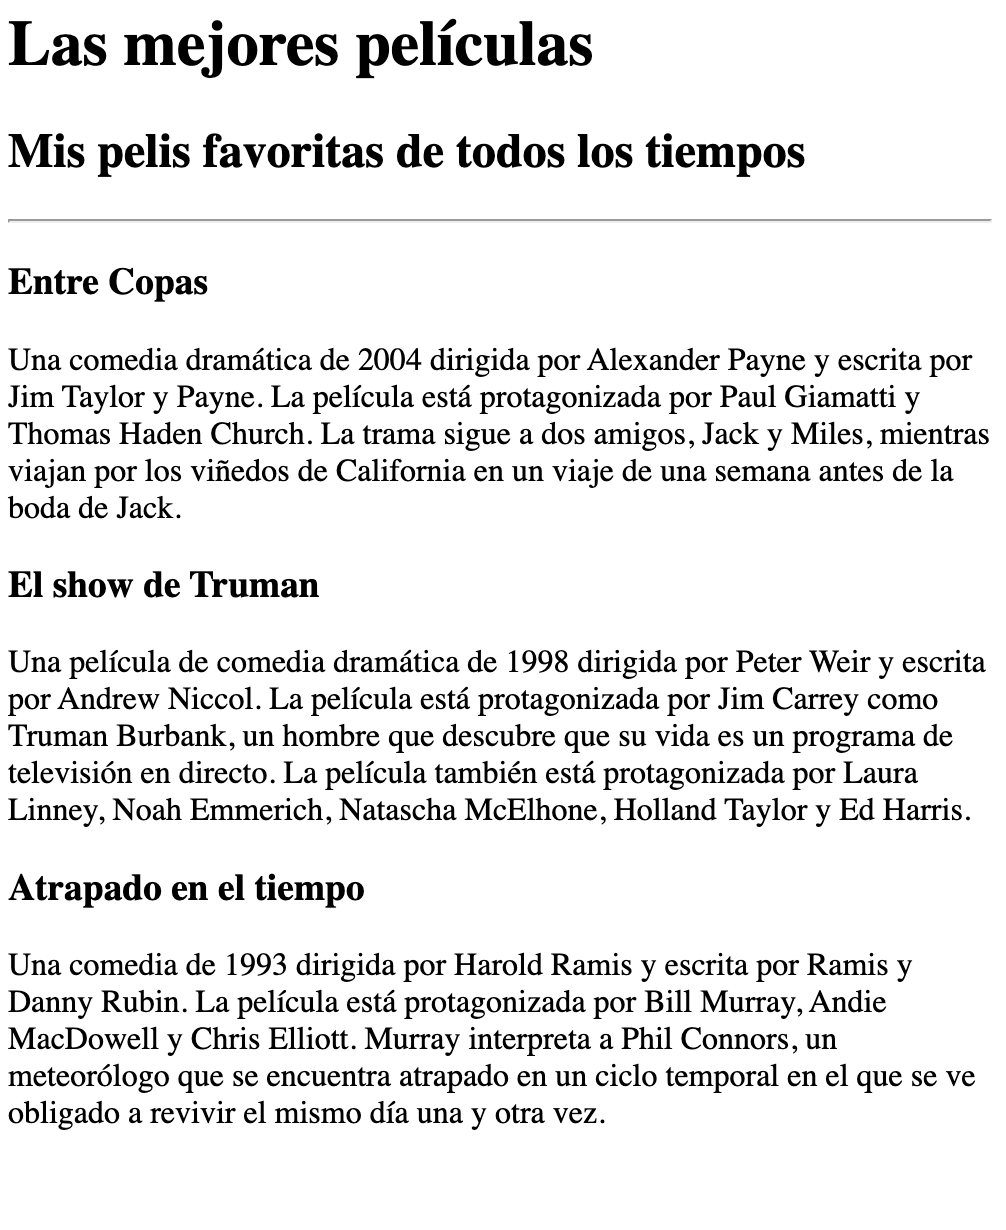 Las mejores películas
Mis pelis favoritas de todos los tiempos
Entre Copas
Una comedia dramática de 2004 dirigida por Alexander Payne y escrita por
Jim Taylor y Payne. La película está protagonizada por Paul Giamatti y
Thomas Haden Church. La trama sigue a dos amigos, Jack y Miles, mientras
viajan por los viñedos de California en un viaje de una semana antes de la
boda de Jack.
El show de Truman
Una película de comedia dramática de 1998 dirigida por Peter Weir y escrita
por Andrew Niccol. La película está protagonizada por Jim Carrey como
Truman Burbank, un hombre que descubre que su vida es un programa de
televisión en directo. La película también está protagonizada por Laura
Linney, Noah Emmerich, Natascha McElhone, Holland Taylor y Ed Harris.
Atrapado en el tiempo
Una comedia de 1993 dirigida por Harold Ramis y escrita por Ramis y
Danny Rubin. La película está protagonizada por Bill Murray, Andie
MacDowell y Chris Elliott. Murray interpreta a Phil Connors, un
meteorólogo que se encuentra atrapado en un ciclo temporal en el que se ve
obligado a revivir el mismo día una y otra vez.